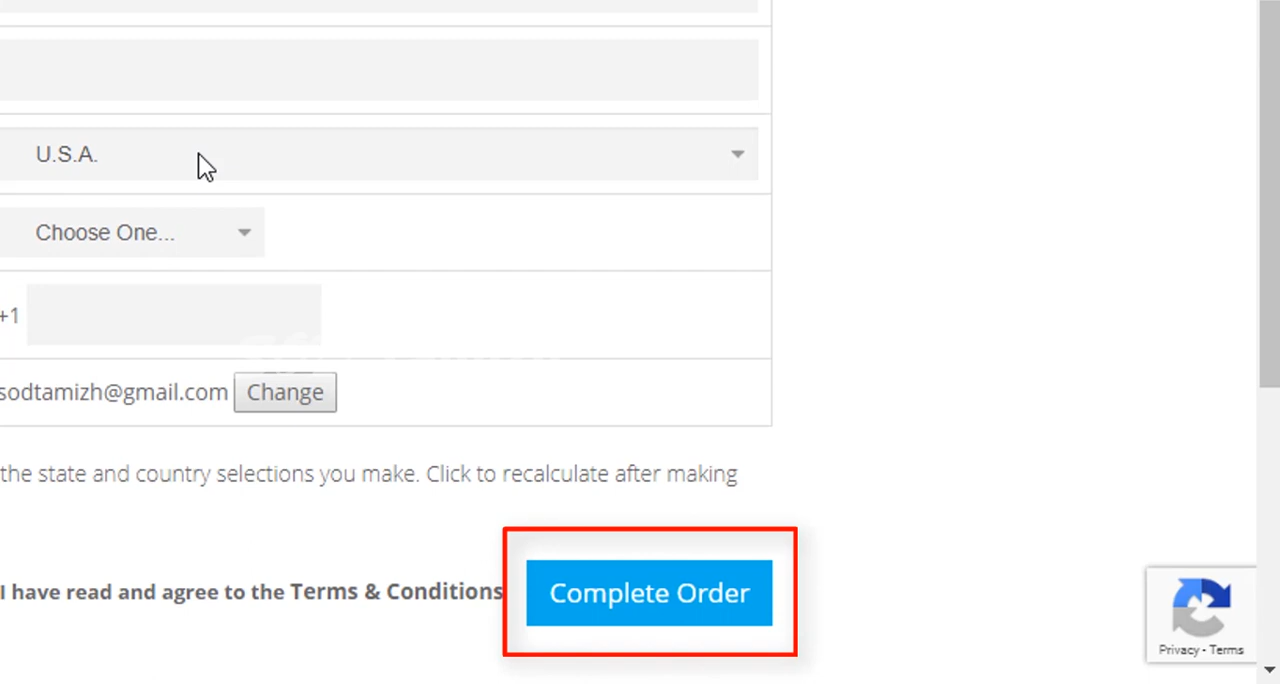 U.S.A.
Choose One...
+1
sodtamizh@gmail.com Change
the state and country selections you make. Click to recalculate after making
I have read and agree to the Terms & Conditions Complete Order
Privacy - Terms